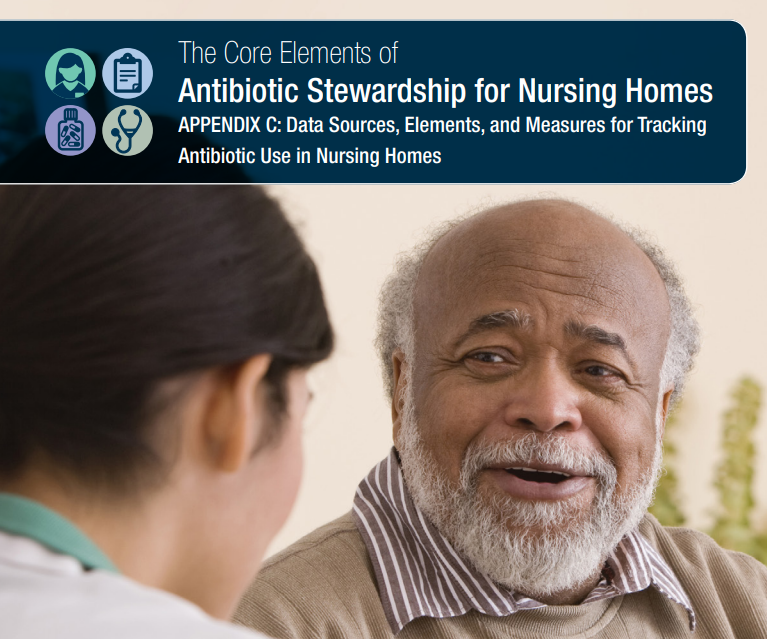 The Core Elements of
Antibiotic Stewardship for Nursing Homes
APPENDIX C: Data Sources, Elements, and Measures for Tracking
Antibiotic Use in Nursing Homes